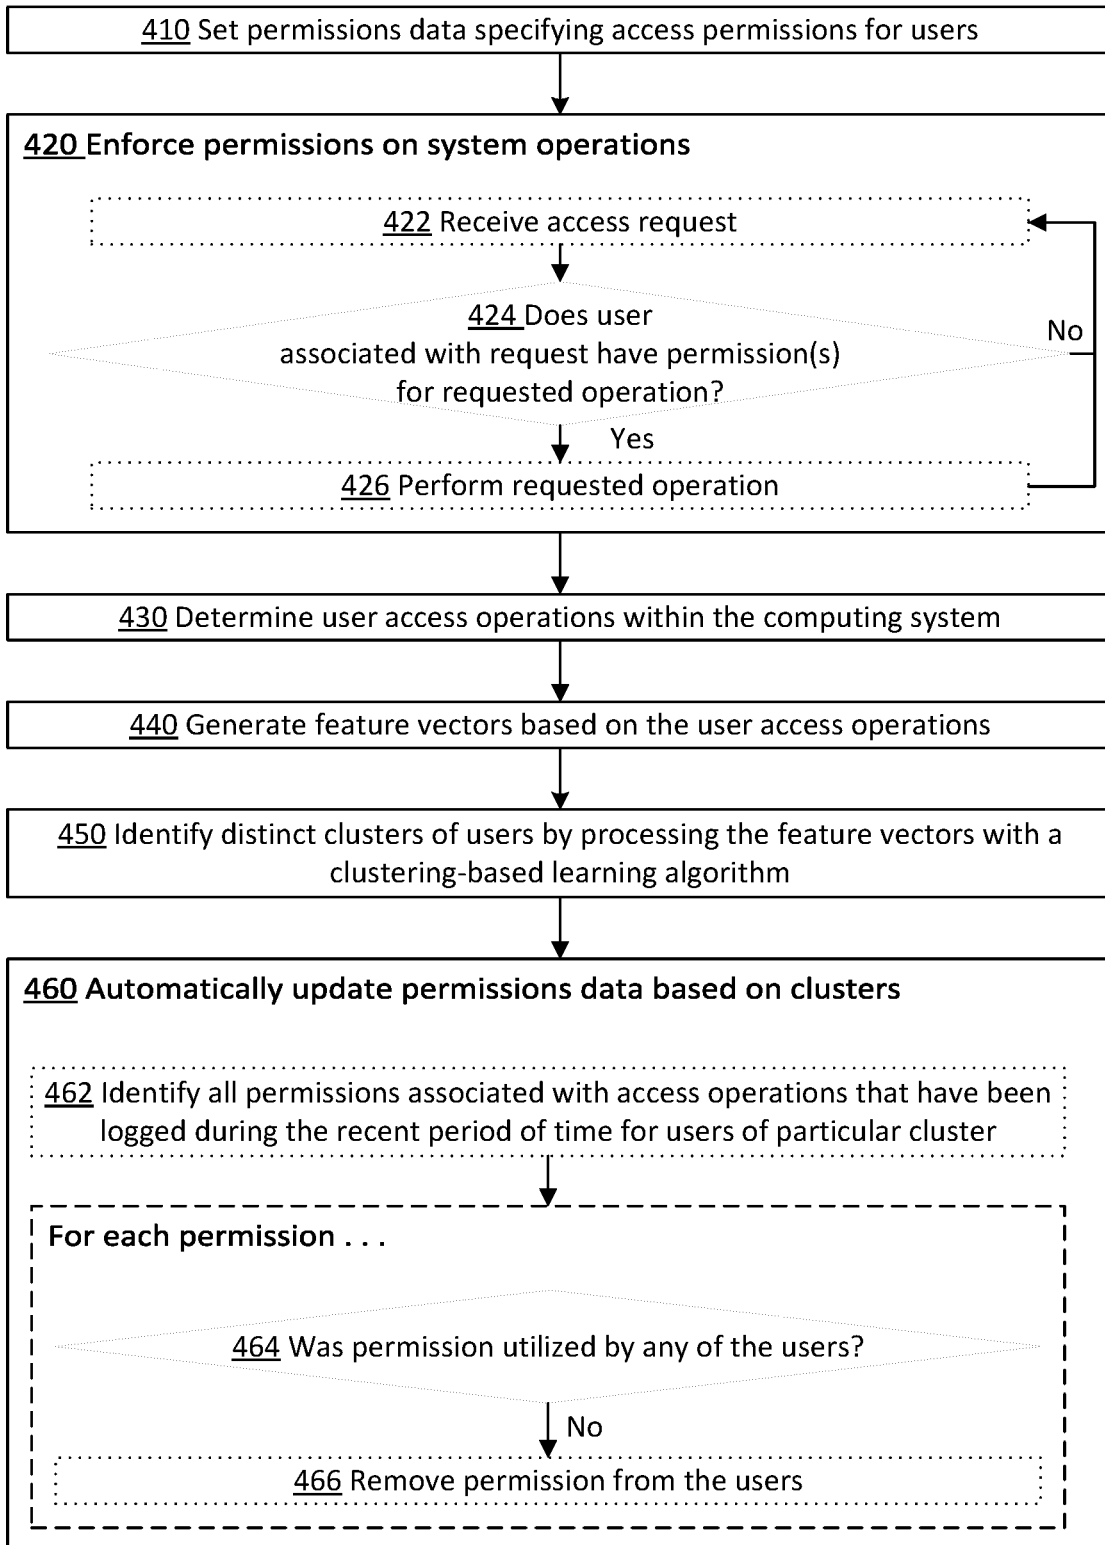 410 Set permissions data specifying access permissions for users
420 Enforce permissions on system operations
422 Receive access request
424 Does user
associated with request have permission(s)
for requested operation?
No
Yes
426 Perform requested operation
430 Determine user access operations within the computing system
440 Generate feature vectors based on the user access operations
450 Identify distinct clusters of users by processing the feature vectors with a
clustering-based learning algorithm
460 Automatically update permissions data based on clusters
462 Identify all permissions associated with access operations that have been
logged during the recent period of time for users of particular cluster
For each permission . . .
464 Was permission utilized by any of the users?
No
466 Remove permission from the users